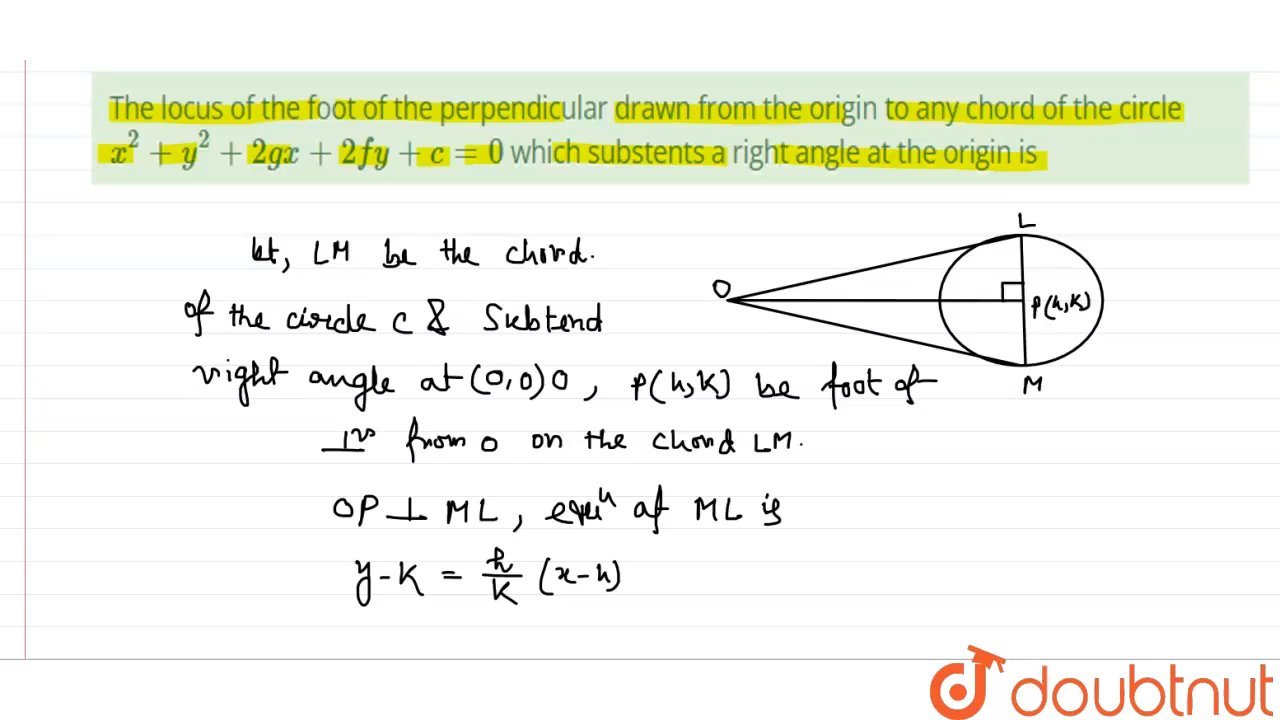 The locus of the foot of the perpendicular drawn from the origin to any chord of the circle
x² + y² + 2gx + 2fy + c = 0 which substents a right angle at the origin is
L
let, LM be the chord.
O
P(h,k)
of the circle C & Subtend
right angle at (0,0) O, P(h,k) be foot of
M
⊥r from O on the chord LM.
OP ⊥ ML, equⁿ of ML is
y-k = h/k (x-h)
doubtnut